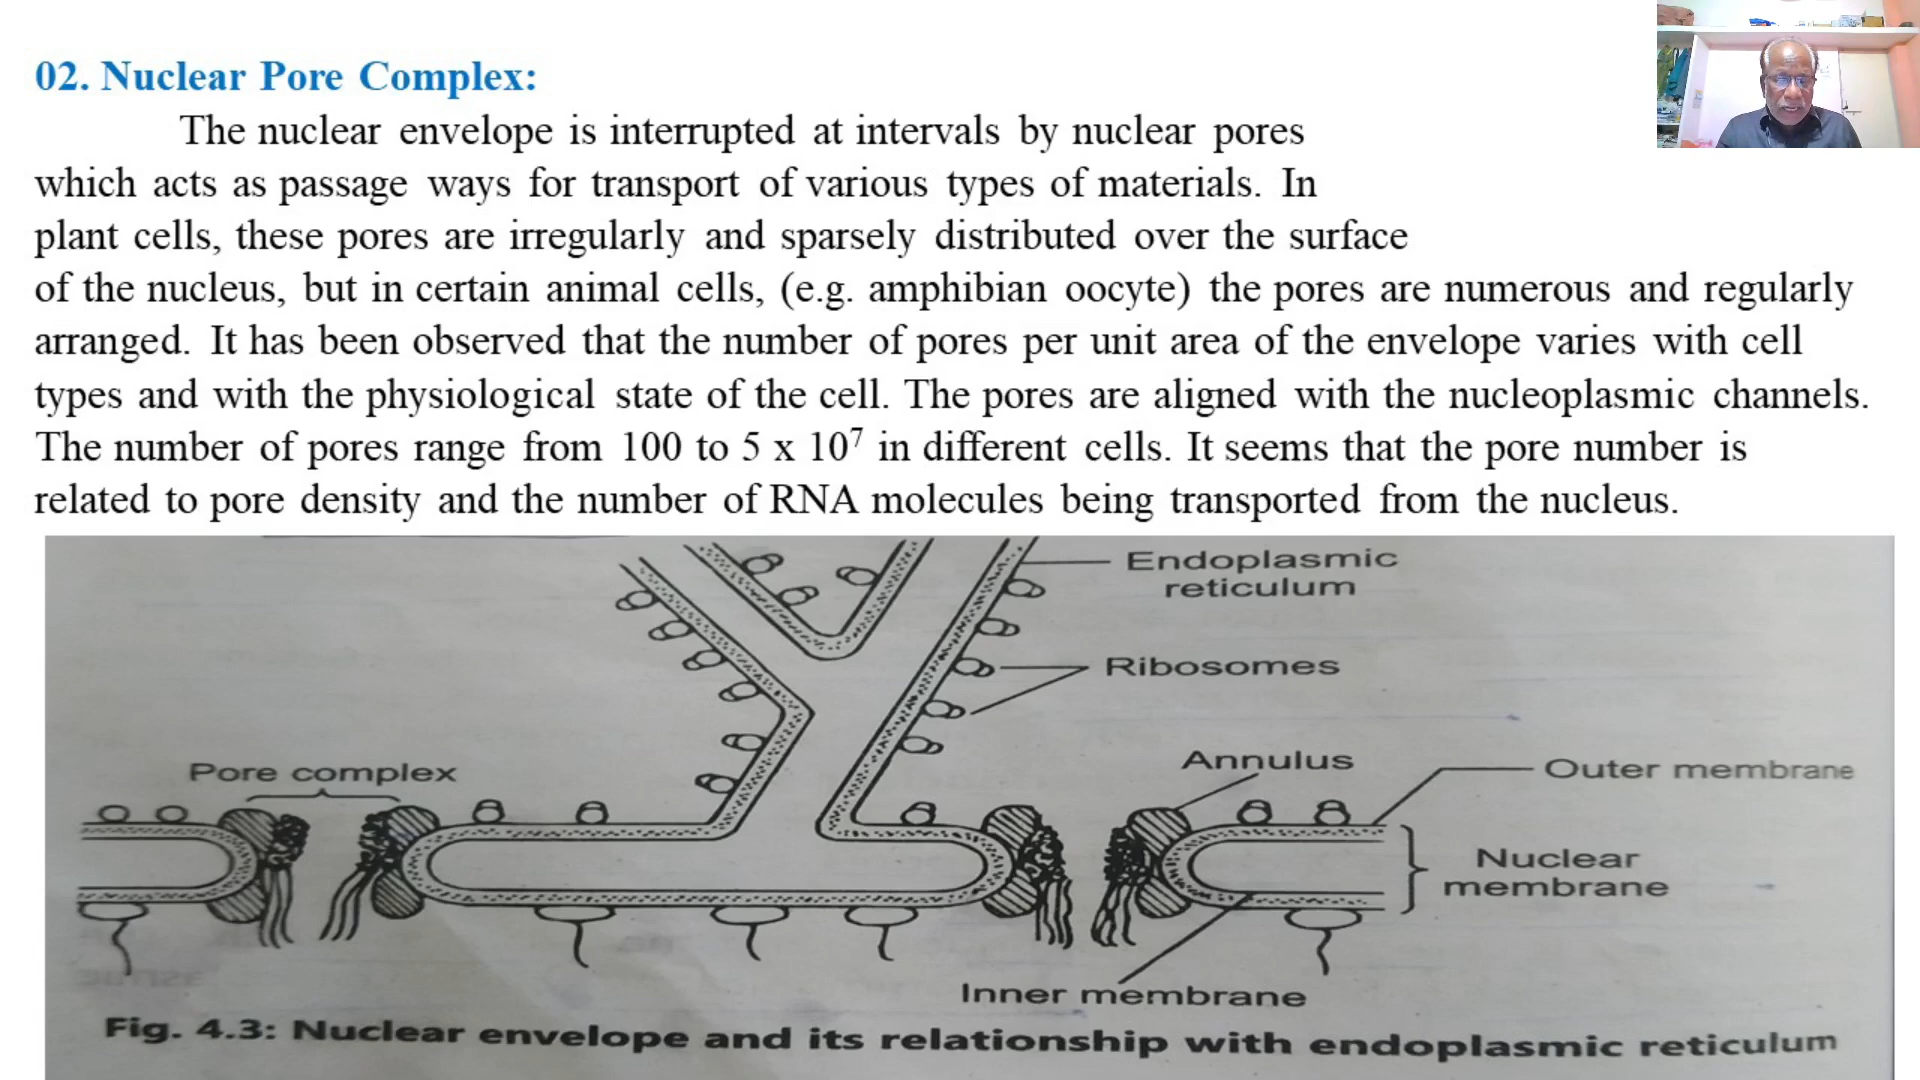 02. Nuclear Pore Complex:
The nuclear envelope is interrupted at intervals by nuclear pores
which acts as passage ways for transport of various types of materials. In
plant cells, these pores are irregularly and sparsely distributed over the surface
of the nucleus, but in certain animal cells, (e.g. amphibian oocyte) the pores are numerous and regularly
arranged. It has been observed that the number of pores per unit area of the envelope varies with cell
types and with the physiological state of the cell. The pores are aligned with the nucleoplasmic channels.
The number of pores range from 100 to 5 x 10⁷ in different cells. It seems that the pore number is
related to pore density and the number of RNA molecules being transported from the nucleus.
Endoplasmic
reticulum
Ribosomes
Annulus
Outer membrane
Pore complex
Nuclear
membrane
Inner membrane
Fig. 4.3: Nuclear envelope and its relationship with endoplasmic reticulum